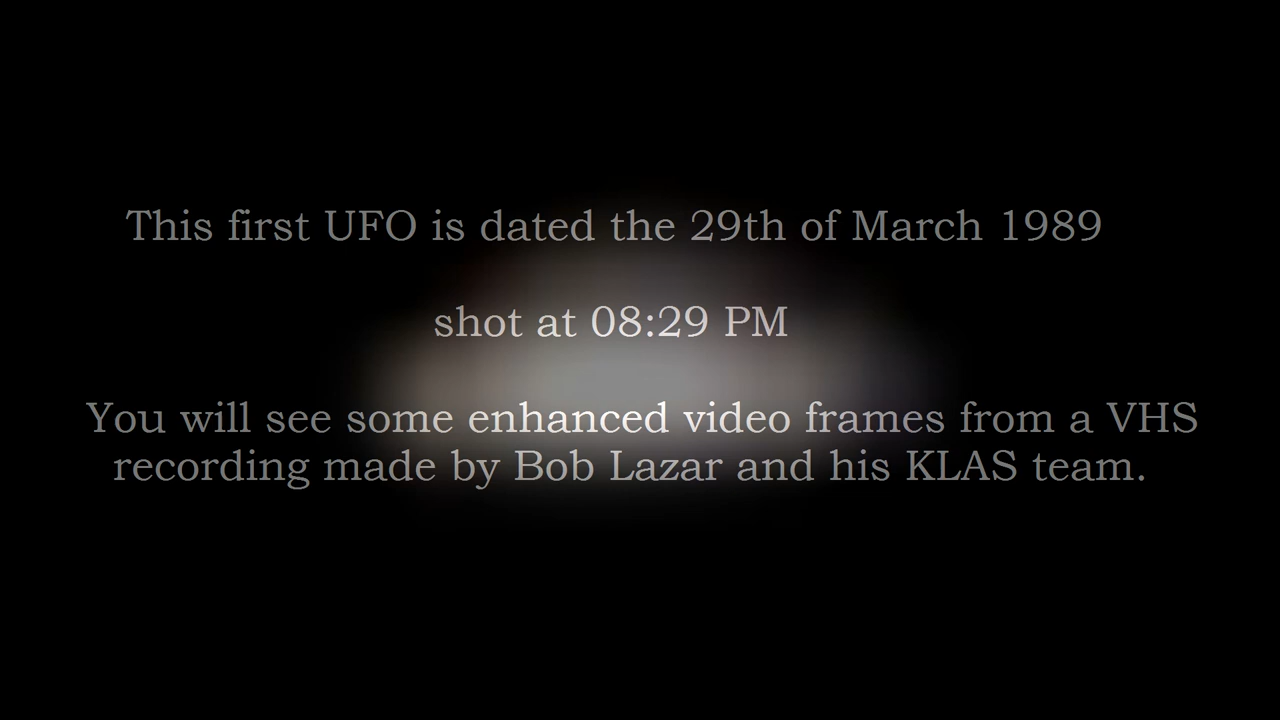 This first UFO is dated the 29th of March 1989
shot at 08:29 PM
You will see some enhanced video frames from a VHS
recording made by Bob Lazar and his KLAS team.